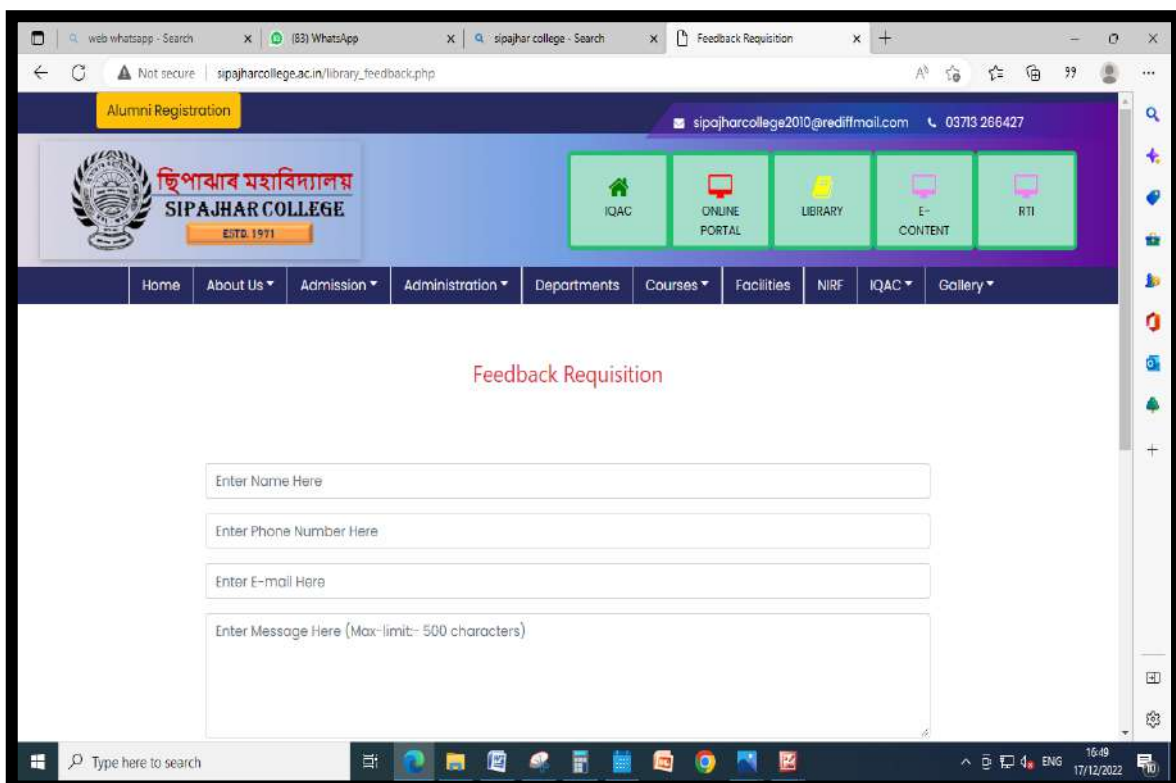 web whatsapp - Search
(83) WhatsApp
sipajhar college - Search
Feedback Requisition
Not secure
sipajharcollege.ac.in/library_feedback.php
Alumni Registration
sipajharcollege2010@rediffmail.com
03713 266427
ছিপাঝাৰ মহাবিদ্যালয়
SIPAJHAR COLLEGE
ESTD. 1971
IQAC
ONLINE
PORTAL
LIBRARY
E-
CONTENT
RTI
Home About Us Admission Administration Departments Courses Facilities NIRF IQAC Gallery
Feedback Requisition
Enter Name Here
Enter Phone Number Here
Enter E-mail Here
Enter Message Here (Max-limit:- 500 characters)
Type here to search
ENG
16:49
17/12/2022